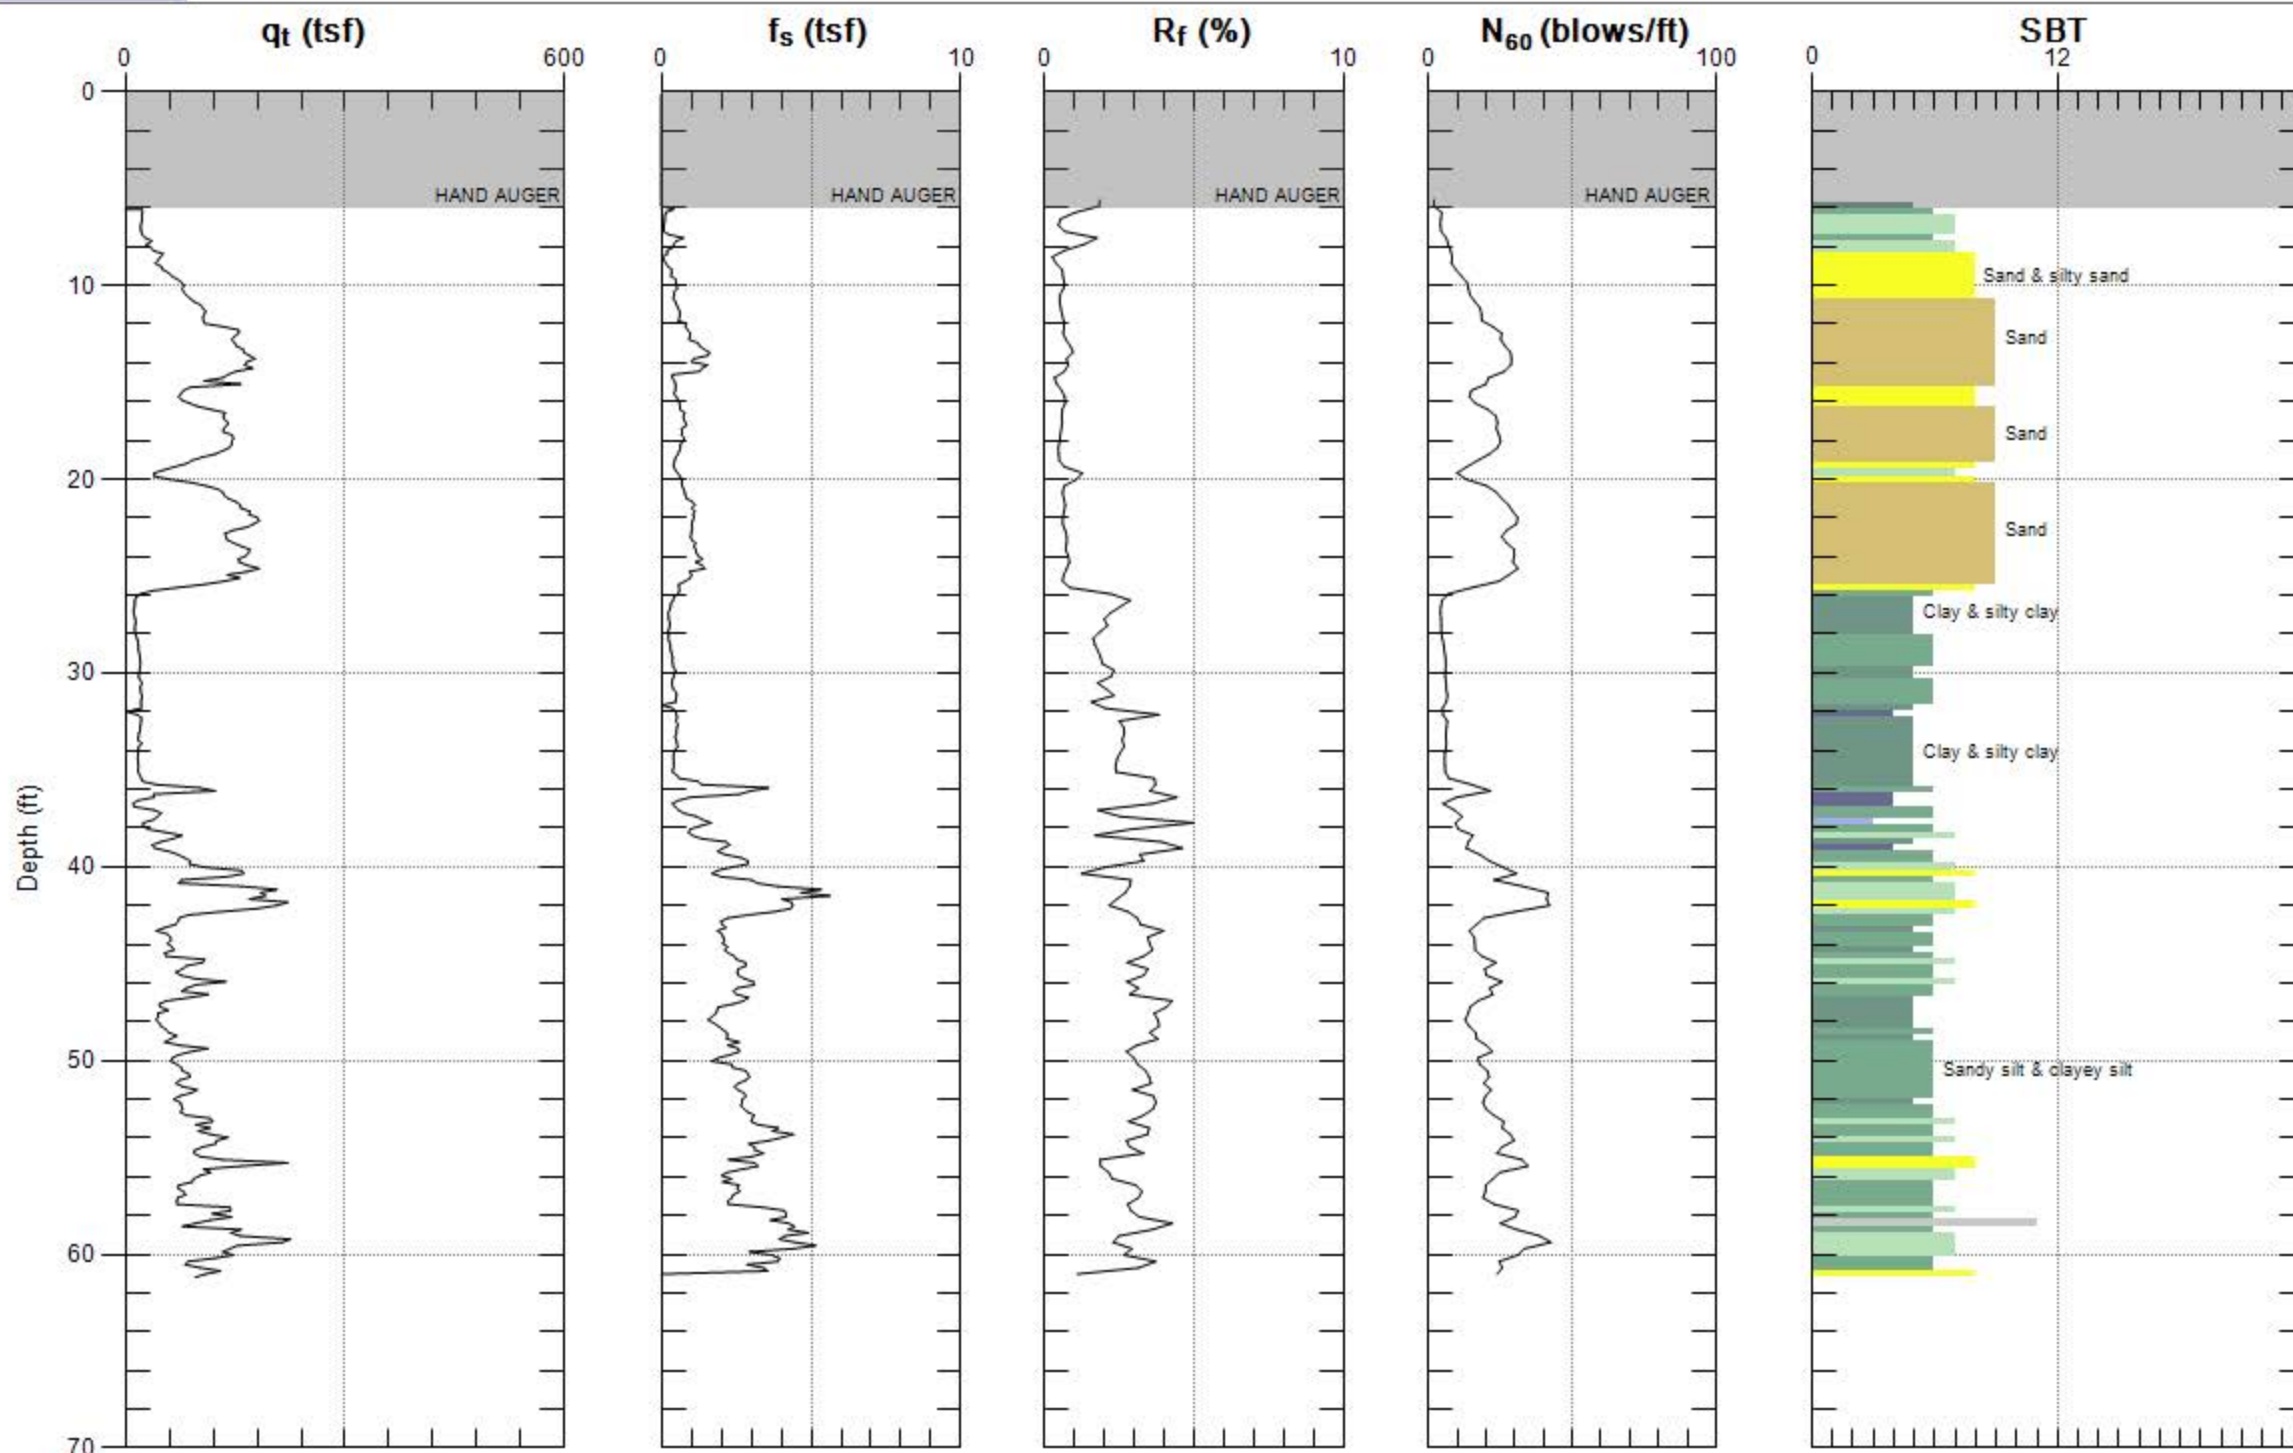 qt (tsf)
fs (tsf)
Rf (%)
N60 (blows/ft)
SBT
0 600
0 10
0 10
0 100
0 12
0
HAND AUGER
HAND AUGER
HAND AUGER
HAND AUGER
10
Sand & silty sand
Sand
Sand
20
Sand
Clay & silty clay
30
Clay & silty clay
Depth (ft)
40
50
Sandy silt & clayey silt
60
70